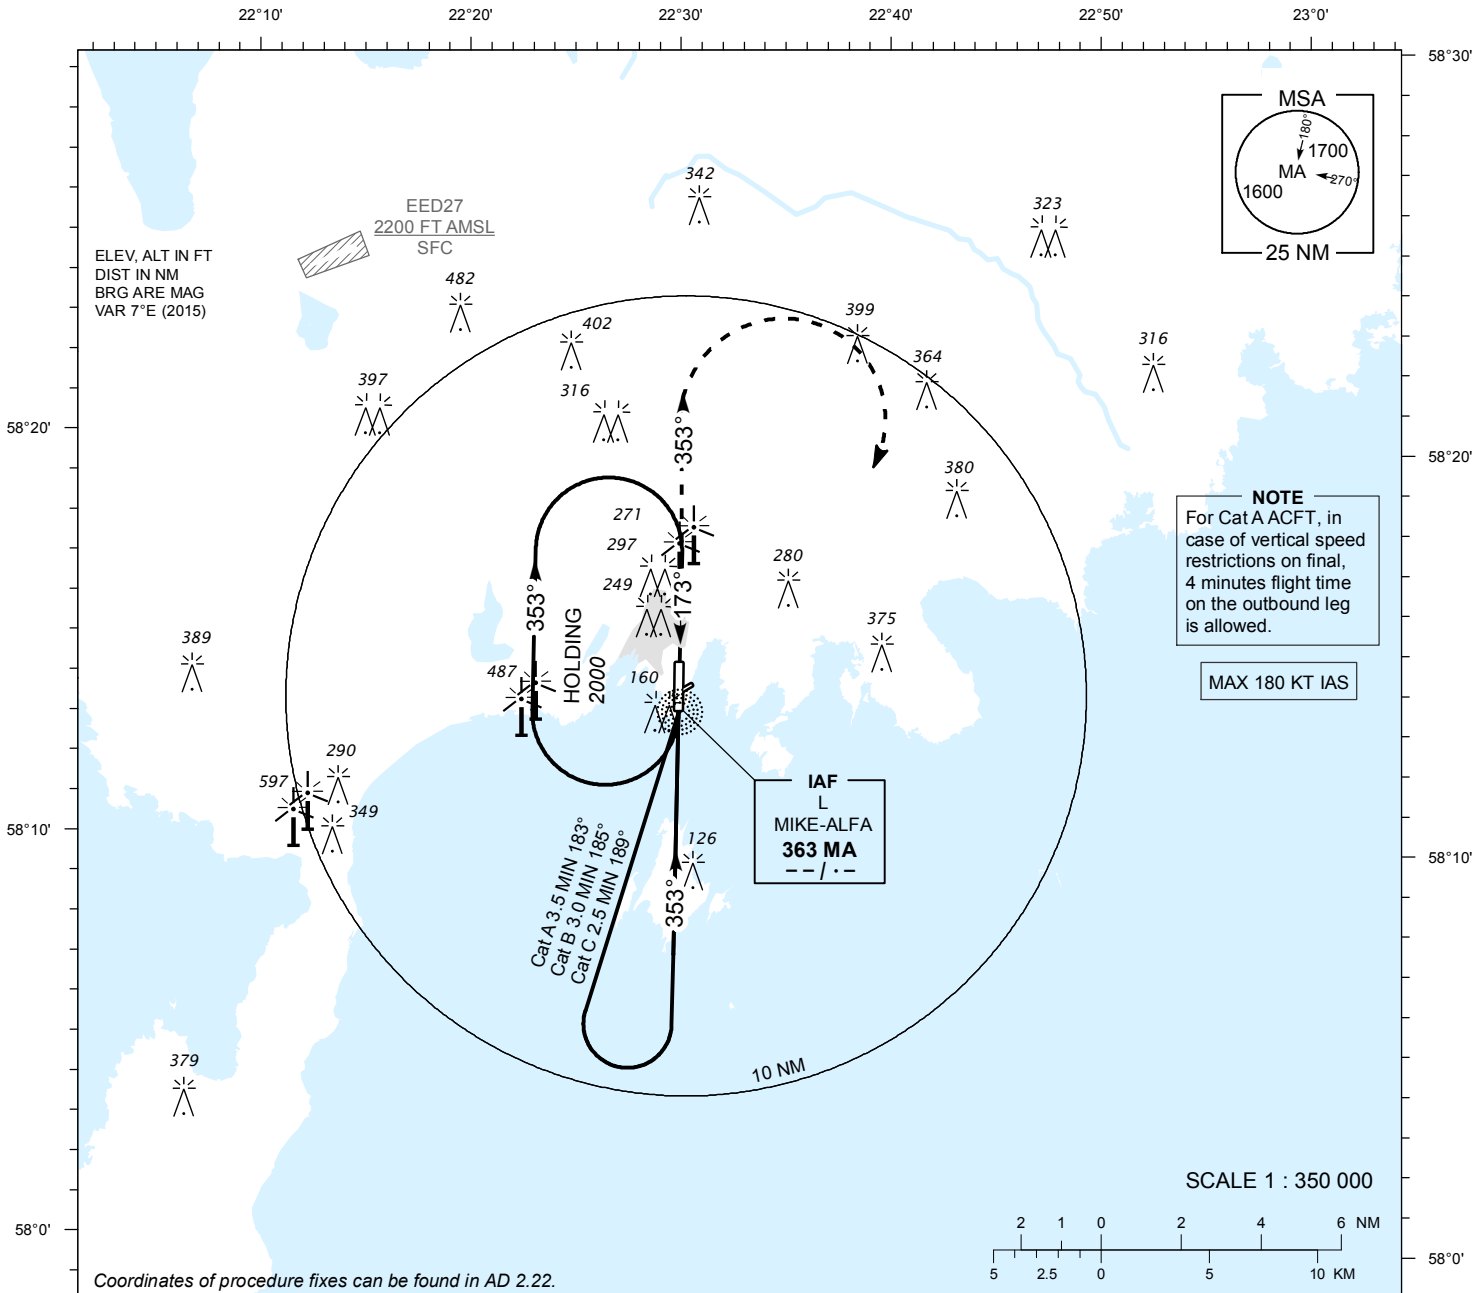 22°10'
22°20'
22°30'
22°40'
22°50'
23°0'
58°30'
MSA
180°
1700
MA
270°
1600
25 NM
342
323
EED27
2200 FT AMSL
SFC
ELEV, ALT IN FT
DIST IN NM
BRG ARE MAG
VAR 7°E (2015)
482
402
399
364
316
397
316
58°20'
58°20'
353°
380
NOTE
For Cat A ACFT, in
case of vertical speed
restrictions on final,
4 minutes flight time
on the outbound leg
is allowed.
271
297
280
249
353°
173°
HOLDING
2000
375
389
487
160
MAX 180 KT IAS
290
597
349
IAF
L
MIKE-ALFA
363 MA
– – / · –
58°10'
58°10'
126
Cat A 3.5 MIN 183°
Cat B 3.0 MIN 185°
Cat C 2.5 MIN 189°
353°
379
10 NM
SCALE 1 : 350 000
2 1 0 2 4 6 NM
5 2.5 0 5 10 KM
58°0'
58°0'
Coordinates of procedure fixes can be found in AD 2.22.